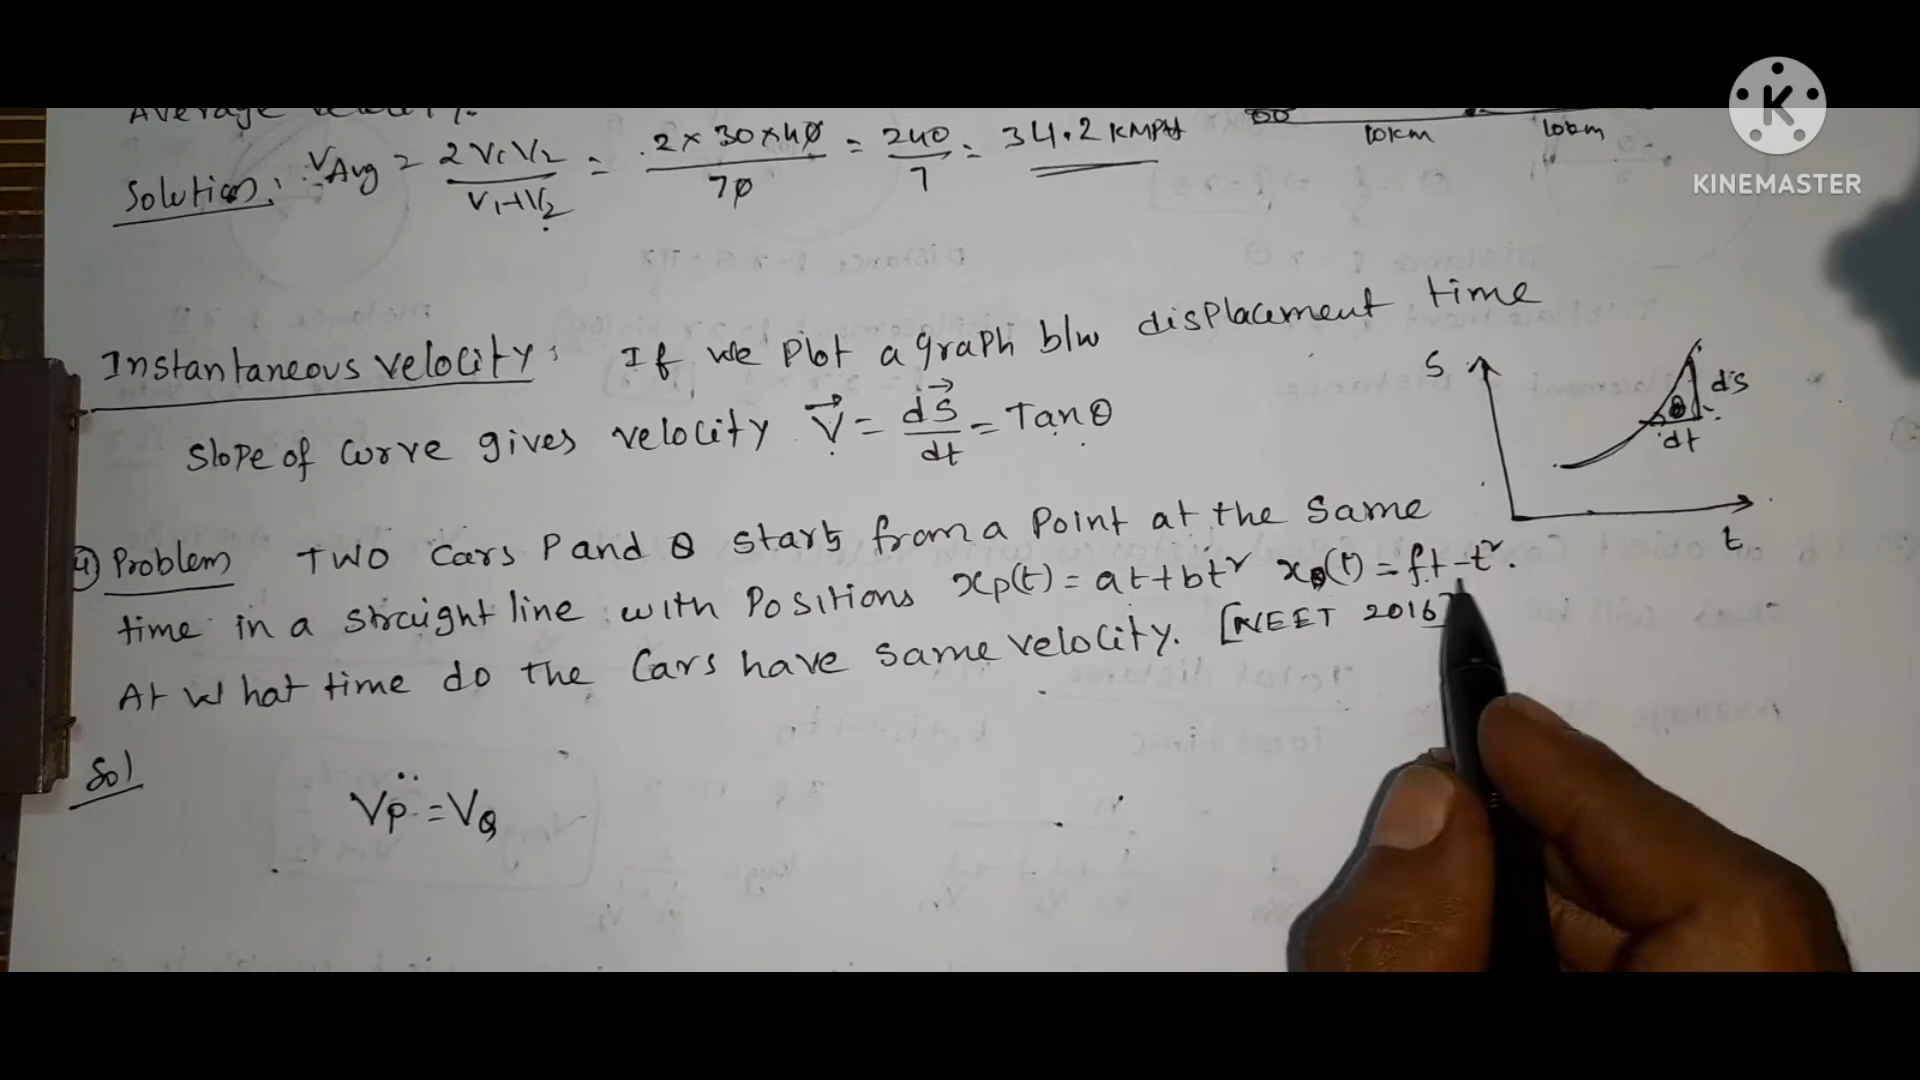 Average velocity.
Solution: VAvg = 2V1V2/V1+V2 = 2×30×40/70 = 240/7 = 34.2 KMPH
10km 10km
KINEMASTER
Instantaneous velocity: If we Plot a graph b/w displacement time
Slope of curve gives velocity V⃗ = ds⃗/dt = Tanθ
S
ds
θ
dt
t
4) Problem Two Cars P and Q starts from a Point at the Same
time in a straight line with Positions xp(t) = at+bt² xQ(t) = ft-t².
At what time do the Cars have same velocity. [NEET 2016]
Sol
Vp = VQ